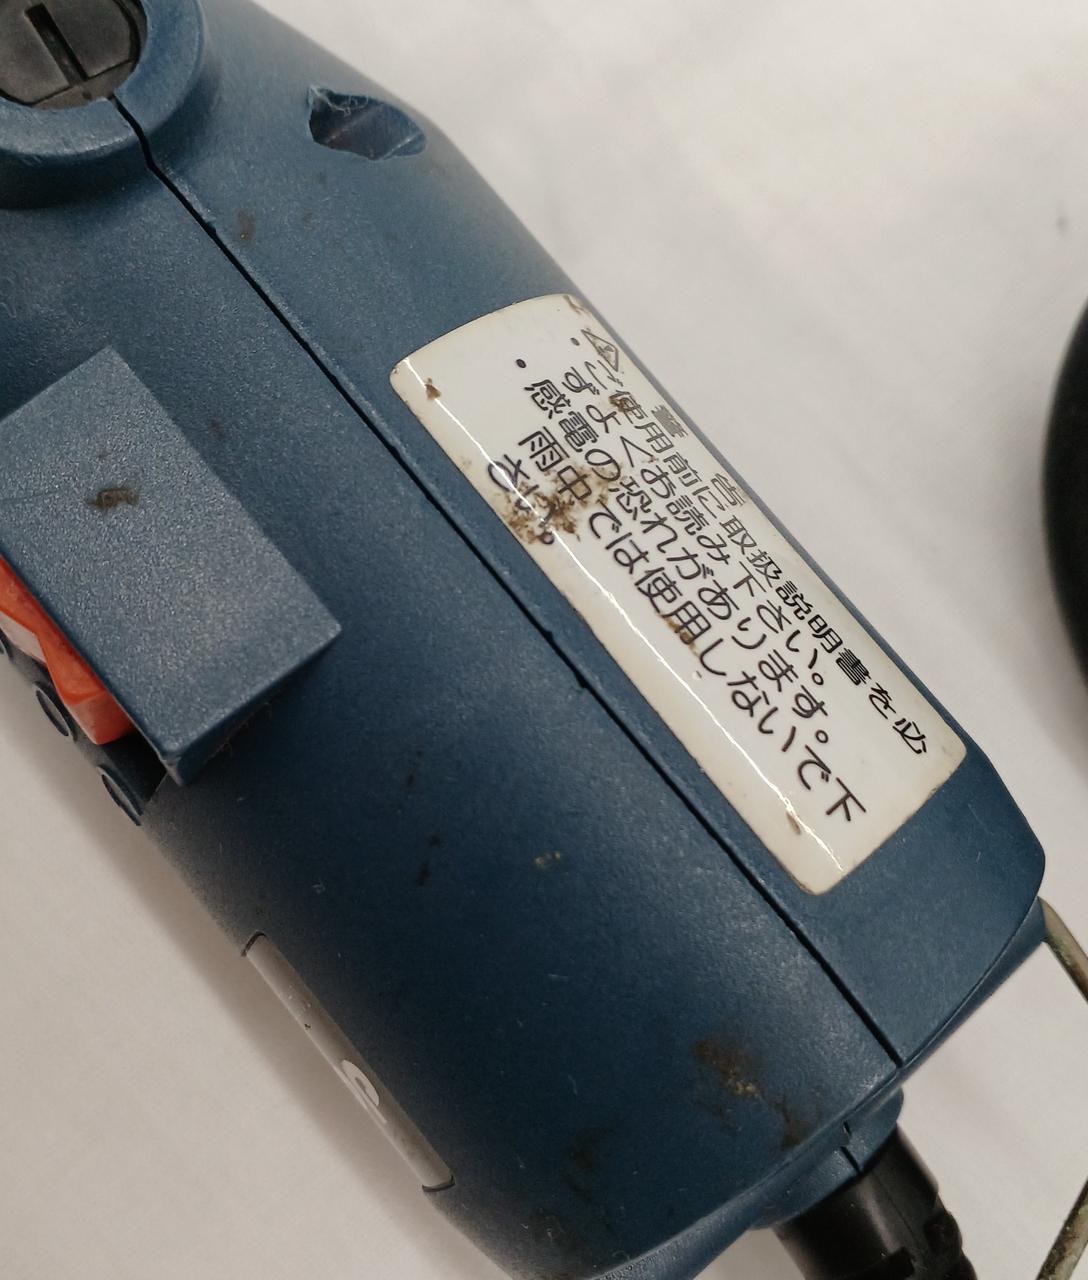 警告
・ご使用前に取扱説明書を必
ずよくお読み下さい。
・感電の恐れがあります。
雨中では使用しないで下
さい。